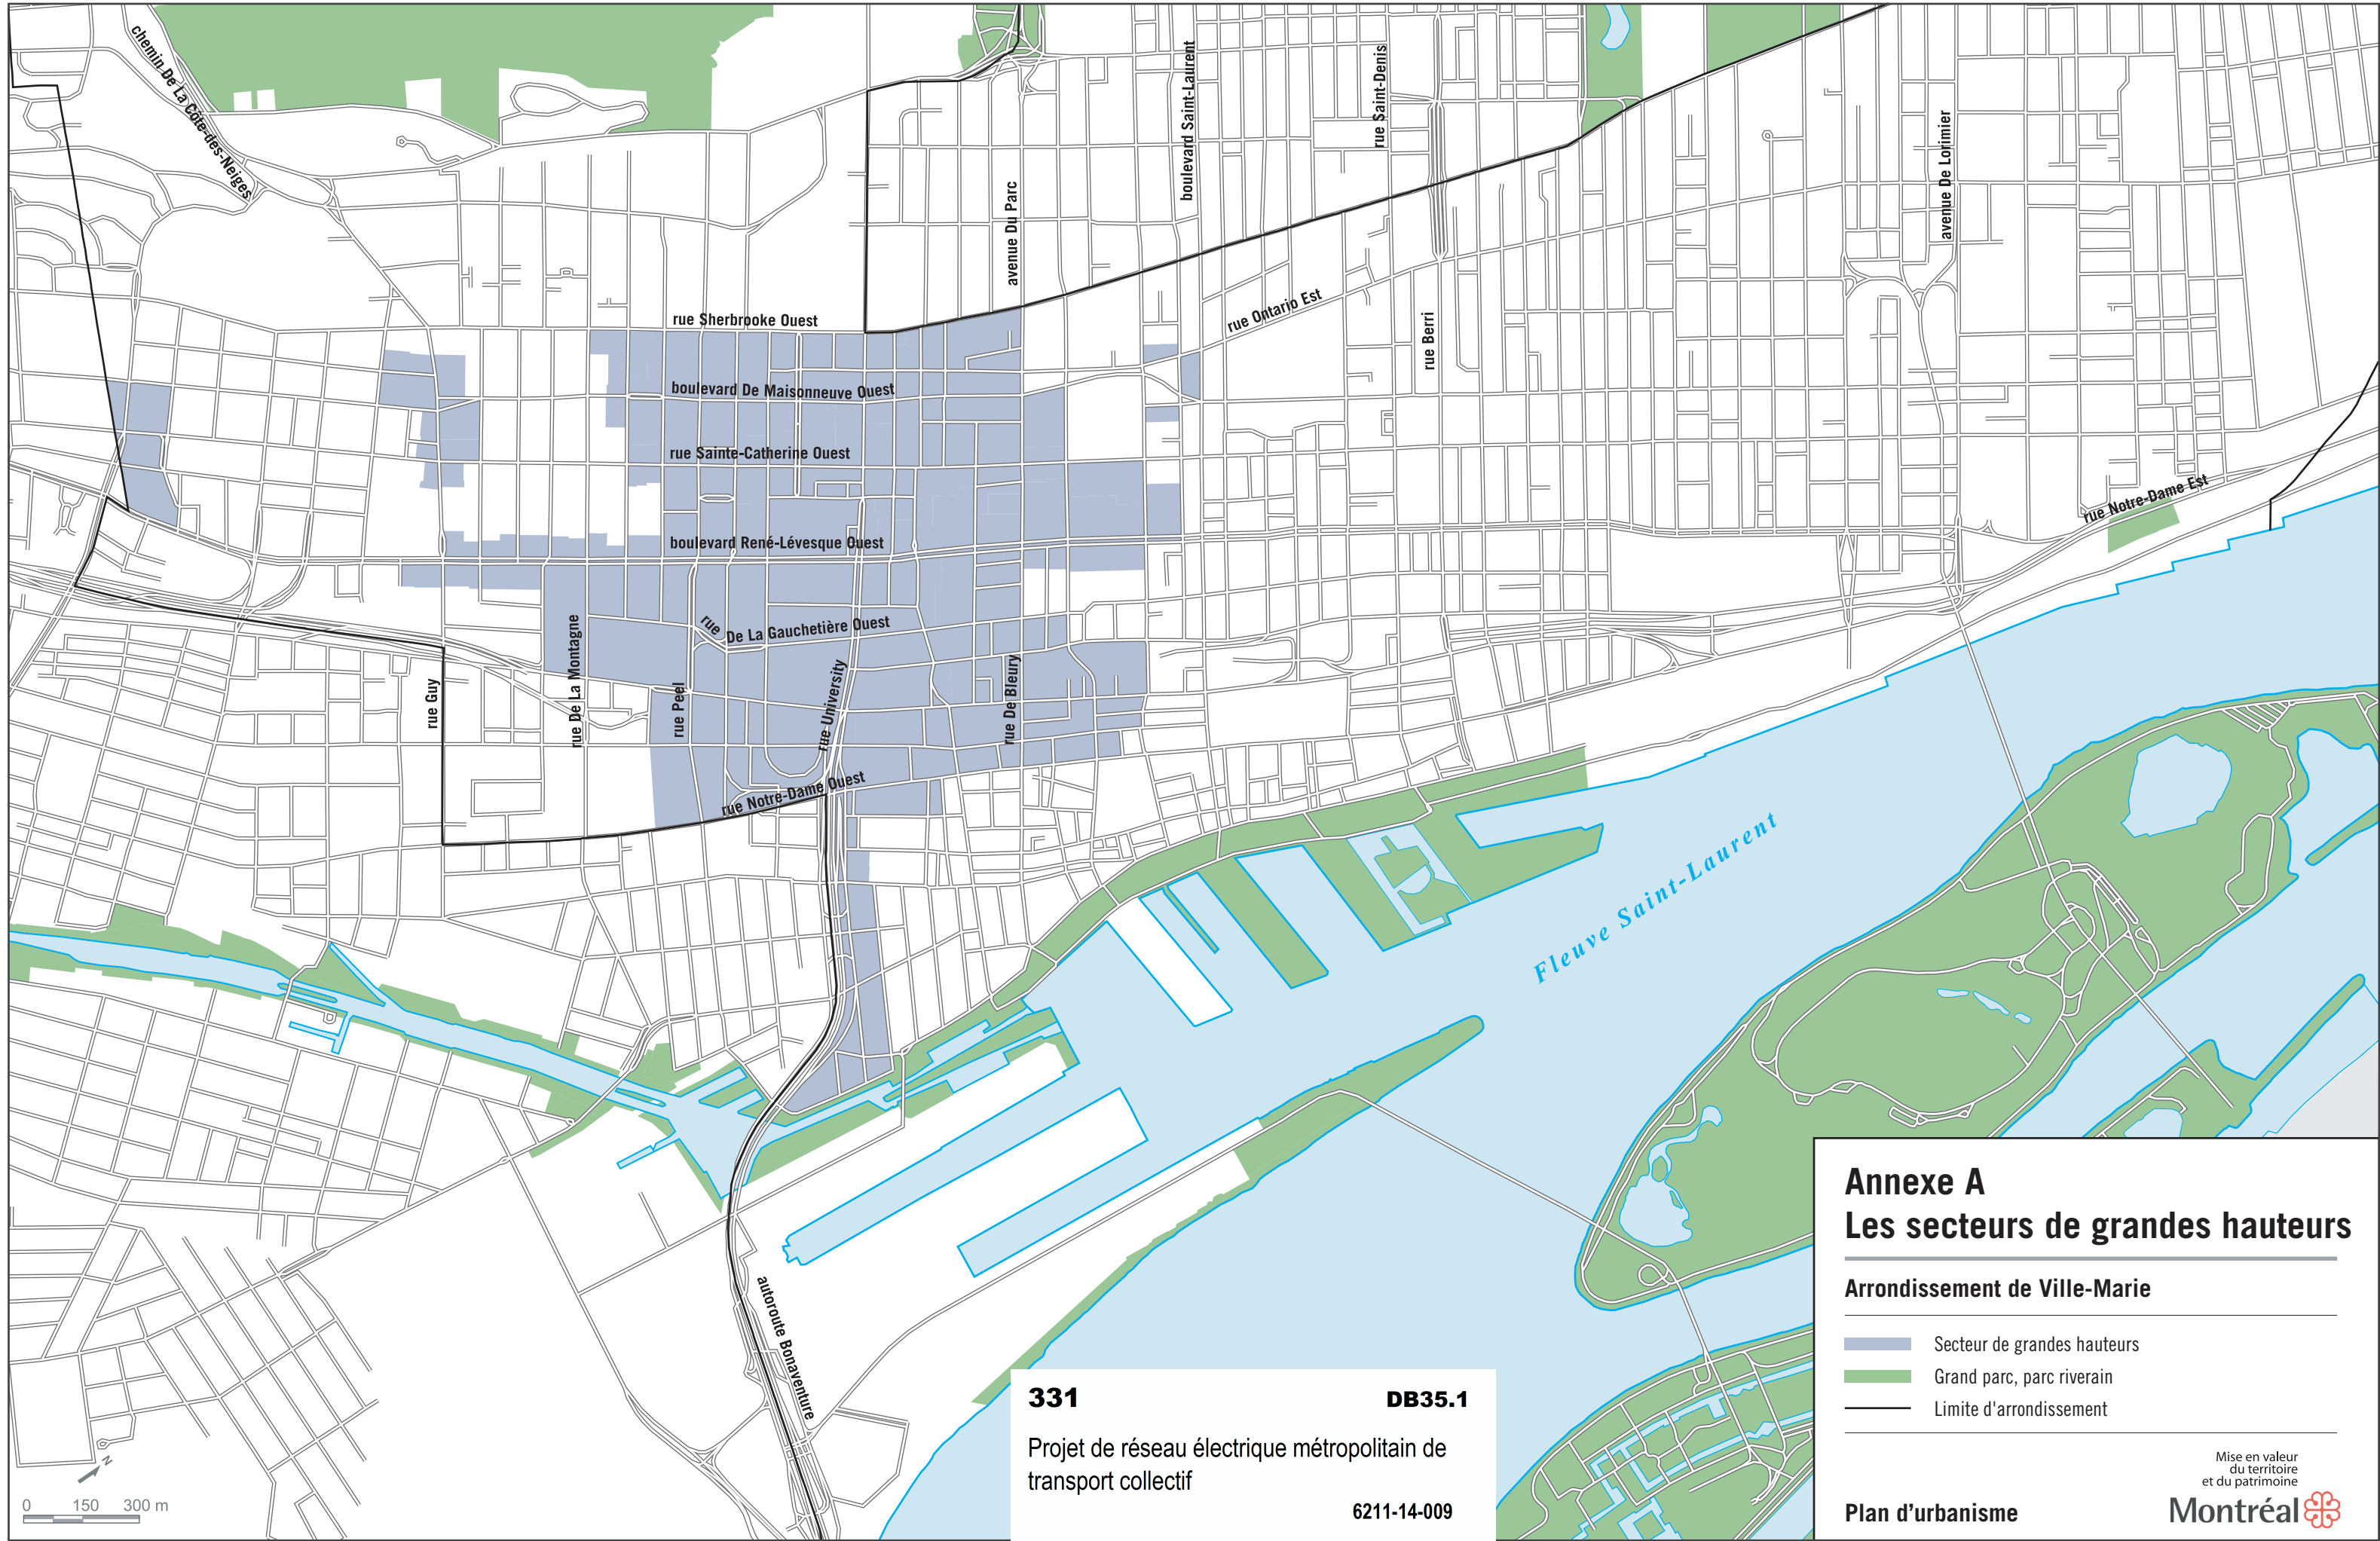 chemin De La Côte-des-Neiges
boulevard Saint-Laurent
rue Saint-Denis
avenue De Lorimier
avenue Du Parc
rue Sherbrooke Ouest
rue Ontario Est
rue Berri
boulevard De Maisonneuve Ouest
rue Sainte-Catherine Ouest
rue Notre-Dame Est
boulevard René-Lévesque Ouest
rue De La Gauchetière Ouest
rue Guy
rue De La Montagne
rue Peel
rue University
rue De Bleury
rue Notre-Dame Ouest
Fleuve Saint-Laurent
autoroute Bonaventure
N
0 150 300 m
331 DB35.1
Projet de réseau électrique métropolitain de
transport collectif
6211-14-009
Annexe A
Les secteurs de grandes hauteurs
Arrondissement de Ville-Marie
Secteur de grandes hauteurs
Grand parc, parc riverain
Limite d'arrondissement
Mise en valeur
du territoire
et du patrimoine
Plan d'urbanisme
Montréal